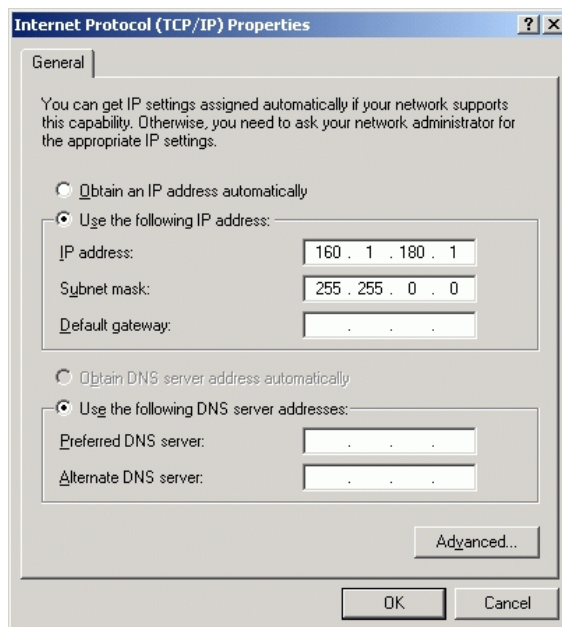 Internet Protocol (TCP/IP) Properties
General
You can get IP settings assigned automatically if your network supports
this capability. Otherwise, you need to ask your network administrator for
the appropriate IP settings.
Obtain an IP address automatically
Use the following IP address:
IP address: 160 . 1 . 180 . 1
Subnet mask: 255 . 255 . 0 . 0
Default gateway: . . .
Obtain DNS server address automatically
Use the following DNS server addresses:
Preferred DNS server: . . .
Alternate DNS server: . . .
Advanced...
OK Cancel